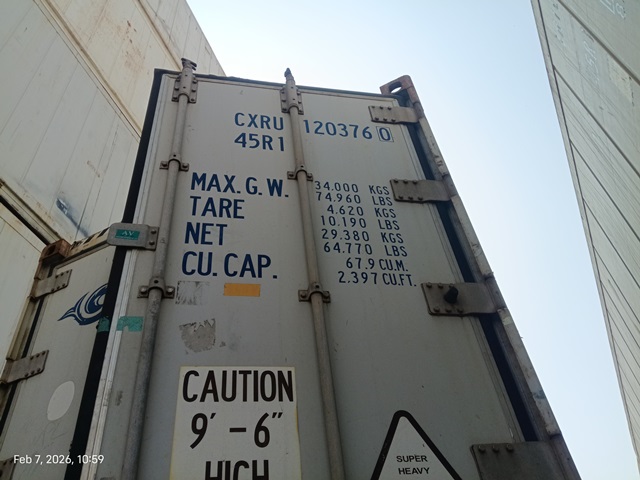 CXRU 120376 0
45R1
MAX. G. W. 34.000 KGS
74.960 LBS
TARE 4.620 KGS
10.190 LBS
NET 29.380 KGS
64.770 LBS
CU. CAP. 67.9 CU.M.
2.397 CU.FT.
CAUTION
9' - 6"
HIGH
SUPER
HEAVY
Feb 7, 2026, 10:59